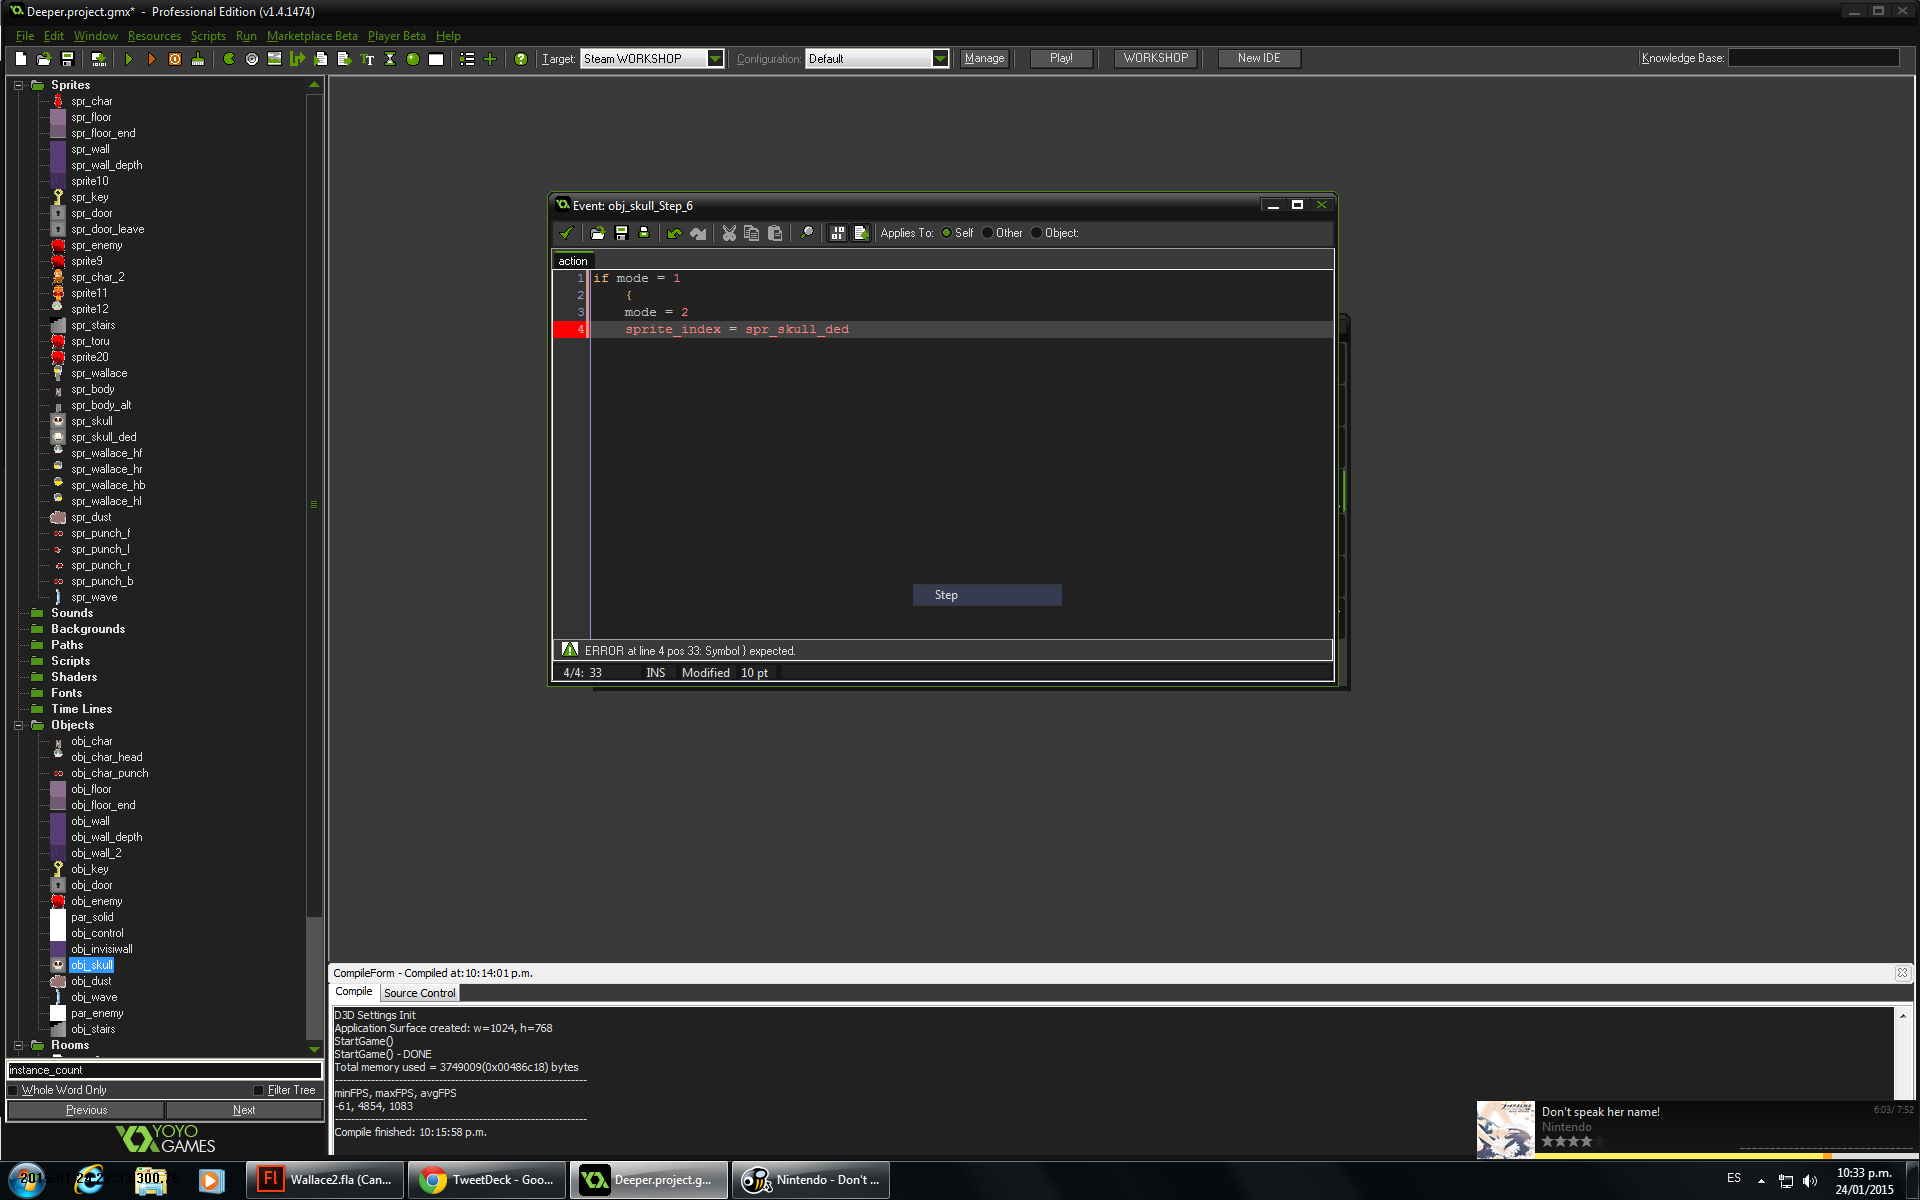 Deeper.project.gmx* - Professional Edition (v1.4.1474)
File Edit Window Resources Scripts Run Marketplace Beta Player Beta Help
Target: Steam WORKSHOP Configuration: Default Manage Play! WORKSHOP New IDE Knowledge Base:
Sprites
spr_char
spr_floor
spr_floor_end
spr_wall
spr_wall_depth
sprite10
spr_key
spr_door
spr_door_leave
spr_enemy
sprite9
spr_char_2
sprite11
sprite12
spr_stairs
spr_toru
sprite20
spr_wallace
spr_body
spr_body_alt
spr_skull
spr_skull_ded
spr_wallace_hf
spr_wallace_hr
spr_wallace_hb
spr_wallace_hl
spr_dust
spr_punch_f
spr_punch_l
spr_punch_r
spr_punch_b
spr_wave
Sounds
Backgrounds
Paths
Scripts
Shaders
Fonts
Time Lines
Objects
obj_char
obj_char_head
obj_char_punch
obj_floor
obj_floor_end
obj_wall
obj_wall_depth
obj_wall_2
obj_key
obj_door
obj_enemy
par_solid
obj_control
obj_invisiwall
obj_skull
obj_dust
obj_wave
par_enemy
obj_stairs
Rooms
instance_count
Whole Word Only Filter Tree
Previous Next
YOYO
GAMES
Event: obj_skull_Step_6
Applies To: Self Other Object:
action
1 if mode = 1
2 {
3 mode = 2
4 sprite_index = spr_skull_ded
Step
ERROR at line 4 pos 33: Symbol } expected.
4/4: 33 INS Modified 10 pt
CompileForm - Compiled at:10:14:01 p.m.
Compile Source Control
D3D Settings Init
Application Surface created: w=1024, h=768
StartGame()
StartGame() - DONE
Total memory used = 3749009(0x00486c18) bytes
minFPS, maxFPS, avgFPS
-61, 4854, 1083
Compile finished: 10:15:58 p.m.
Don't speak her name! 6:03/ 7:52
Nintendo
Wallace2.fla (Can... TweetDeck - Goo... Deeper.project.g... Nintendo - Don't ...
ES
10:33 p.m.
24/01/2015